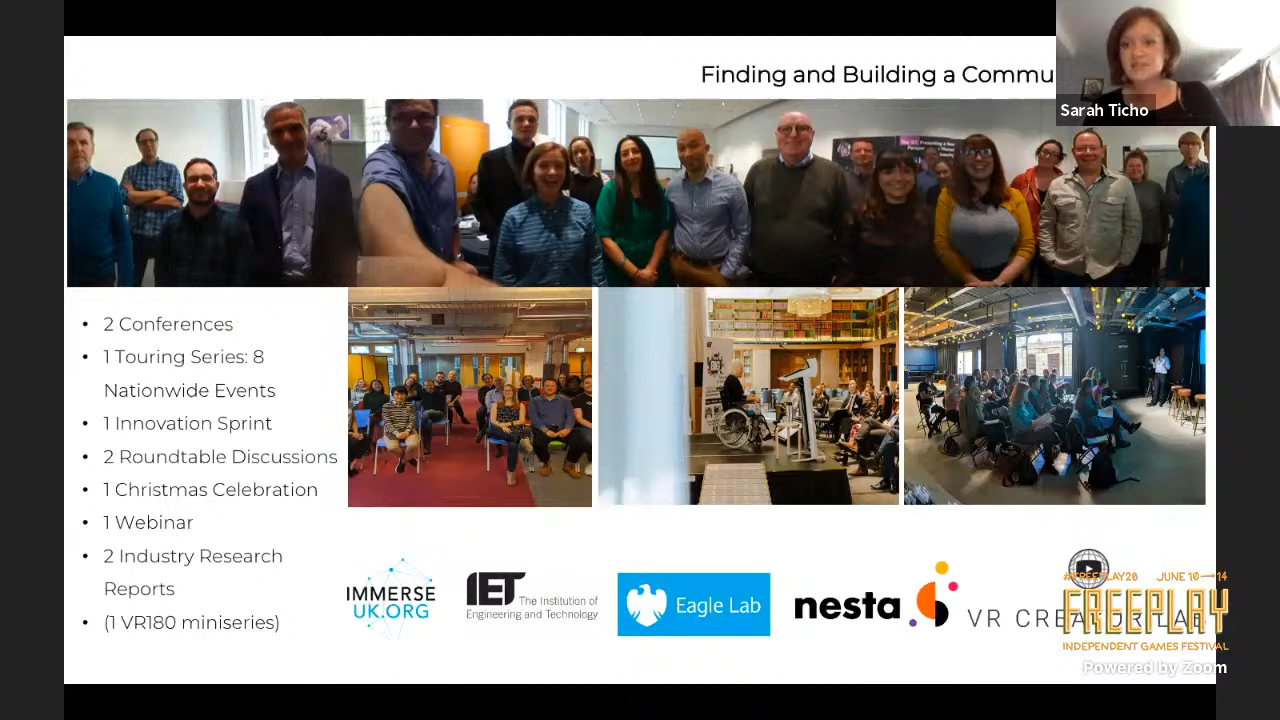 Finding and Building a Commu
Sarah Ticho
• 2 Conferences
• 1 Touring Series: 8
Nationwide Events
• 1 Innovation Sprint
• 2 Roundtable Discussions
• 1 Christmas Celebration
• 1 Webinar
• 2 Industry Research
Reports
• (1 VR180 miniseries)
IMMERSE
UK.ORG
IET The Institution of
Engineering and Technology
Eagle Lab
nesta
VR CREATOR LAB
#FREEPLAY20 JUNE 10—14
FREEPLAY
INDEPENDENT GAMES FESTIVAL
Powered by Zoom